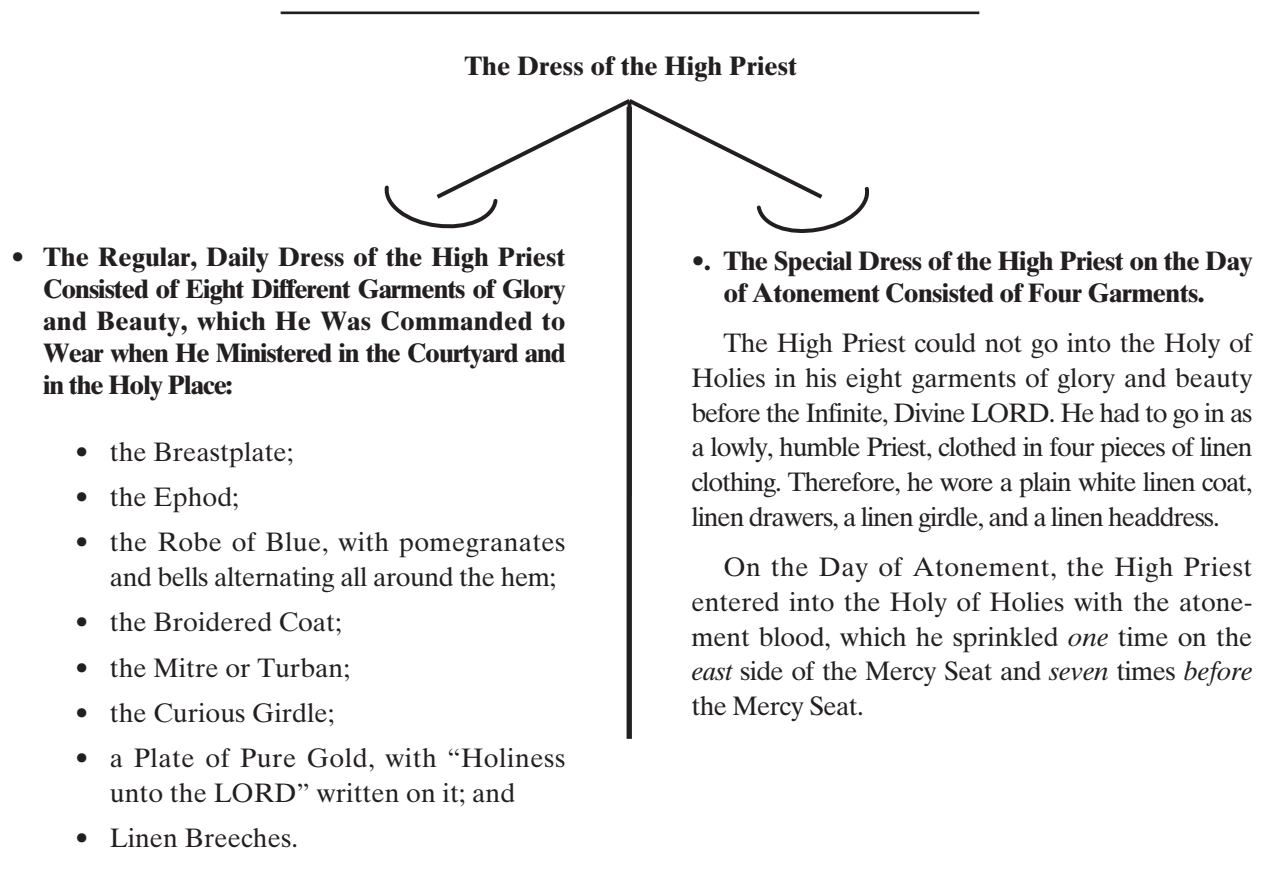 The Dress of the High Priest
• The Regular, Daily Dress of the High Priest
Consisted of Eight Different Garments of Glory
and Beauty, which He Was Commanded to
Wear when He Ministered in the Courtyard and
in the Holy Place:
• the Breastplate;
• the Ephod;
• the Robe of Blue, with pomegranates
and bells alternating all around the hem;
• the Broidered Coat;
• the Mitre or Turban;
• the Curious Girdle;
• a Plate of Pure Gold, with “Holiness
unto the LORD” written on it; and
• Linen Breeches.
•. The Special Dress of the High Priest on the Day
of Atonement Consisted of Four Garments.
The High Priest could not go into the Holy of
Holies in his eight garments of glory and beauty
before the Infinite, Divine LORD. He had to go in as
a lowly, humble Priest, clothed in four pieces of linen
clothing. Therefore, he wore a plain white linen coat,
linen drawers, a linen girdle, and a linen headdress.
On the Day of Atonement, the High Priest
entered into the Holy of Holies with the atone-
ment blood, which he sprinkled one time on the
east side of the Mercy Seat and seven times before
the Mercy Seat.